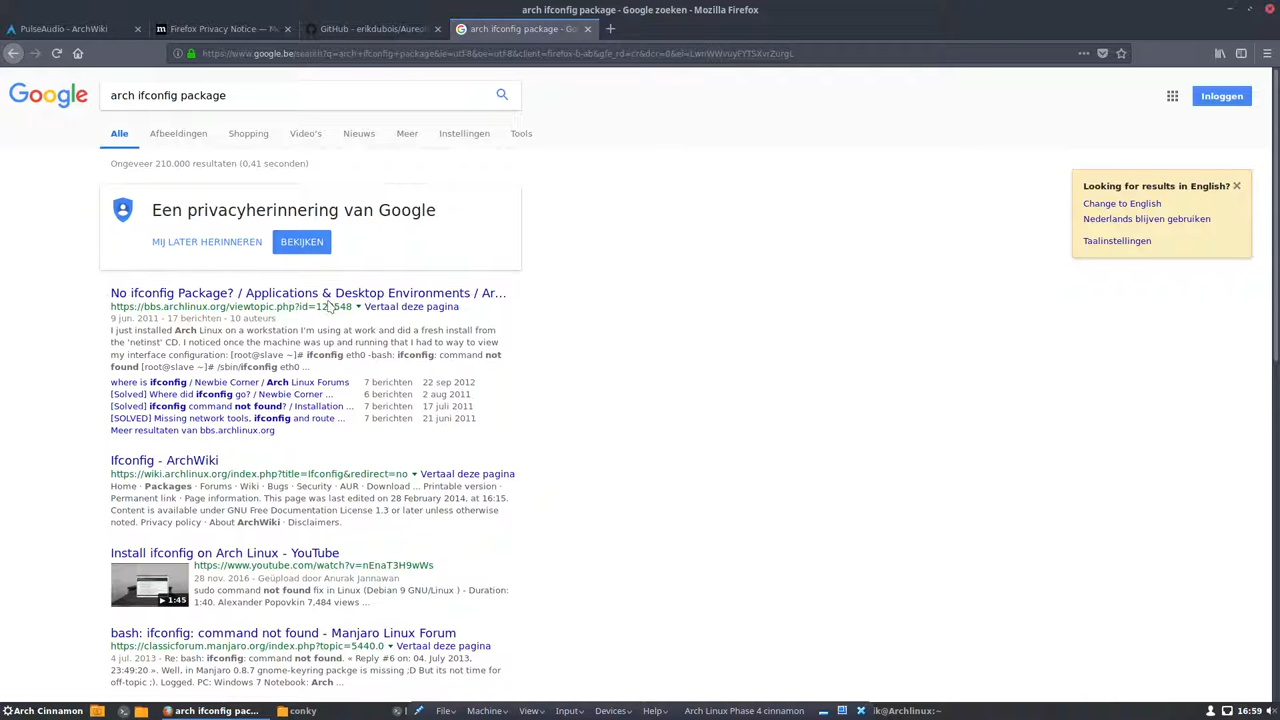 arch ifconfig package - Google zoeken - Mozilla Firefox
PulseAudio - ArchWiki
Firefox Privacy Notice — M
GitHub - erikdubois/Aureol
arch ifconfig package - Go
Google
arch ifconfig package
Inloggen
Alle
Afbeeldingen
Shopping
Video's
Nieuws
Meer
Instellingen
Tools
Ongeveer 210.000 resultaten (0,41 seconden)
Een privacyherinnering van Google
MIJ LATER HERINNEREN
BEKIJKEN
Looking for results in English?
Change to English
Nederlands blijven gebruiken
Taalinstellingen
No ifconfig Package? / Applications & Desktop Environments / Ar...
Vertaal deze pagina
9 jun. 2011 - 17 berichten - 10 auteurs
I just installed Arch Linux on a workstation I'm using at work and did a fresh install from
the 'netinst' CD. I noticed once the machine was up and running that I had to way to view
my interface configuration: [root@slave ~]# ifconfig eth0 -bash: ifconfig: command not
found [root@slave ~]# /sbin/ifconfig eth0 ...
where is ifconfig / Newbie Corner / Arch Linux Forums 7 berichten 22 sep 2012
[Solved] Where did ifconfig go? / Newbie Corner ... 6 berichten 2 aug 2011
[Solved] ifconfig command not found? / Installation ... 7 berichten 17 juli 2011
[SOLVED] Missing network tools, ifconfig and route ... 7 berichten 21 juni 2011
Meer resultaten van bbs.archlinux.org
Ifconfig - ArchWiki
https://wiki.archlinux.org/index.php?title=Ifconfig&redirect=no Vertaal deze pagina
Home · Packages · Forums · Wiki · Bugs · Security · AUR · Download ... Printable version ·
Permanent link · Page information. This page was last edited on 28 February 2014, at 16:15.
Content is available under GNU Free Documentation License 1.3 or later unless otherwise
noted. Privacy policy · About ArchWiki · Disclaimers.
Install ifconfig on Arch Linux - YouTube
https://www.youtube.com/watch?v=nEnaT3H9wWs
28 nov. 2016 - Geüpload door Anurak Jannawan
sudo command not found fix in Linux (Debian 9 GNU/Linux ) - Duration:
1:40. Alexander Popovkin 7,484 views ...
1:45
bash: ifconfig: command not found - Manjaro Linux Forum
https://classicforum.manjaro.org/index.php?topic=5440.0 Vertaal deze pagina
4 jul. 2013 - Re: bash: ifconfig: command not found. « Reply #6 on: 04. July 2013,
23:49:20 ». Well, in Manjaro 0.8.7 gnome-keyring packge is missing ;D But its not time for
off-topic ;). Logged. PC: Windows 7 Notebook: Arch ...
Arch Cinnamon
arch ifconfig pac...
conky
File
Machine
View
Input
Devices
Help
Arch Linux Phase 4 cinnamon
ik@Archlinux:~
16:59